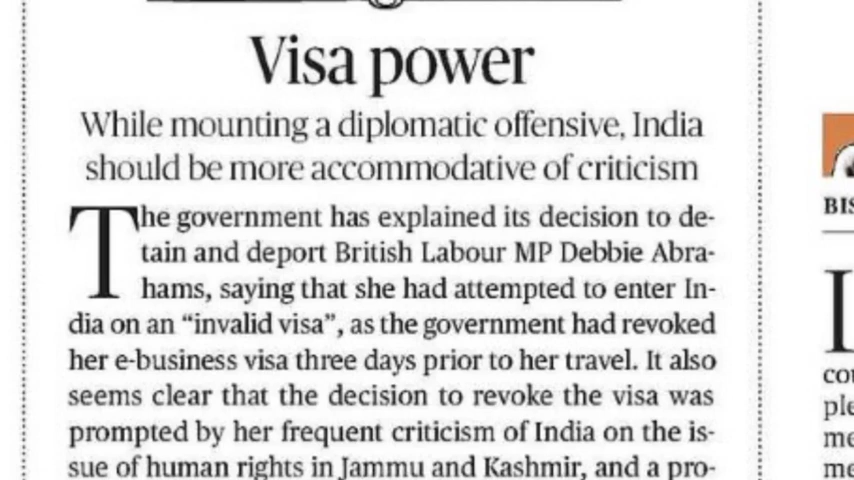 Visa power
While mounting a diplomatic offensive, India
should be more accommodative of criticism
The government has explained its decision to de-
tain and deport British Labour MP Debbie Abra-
hams, saying that she had attempted to enter In-
dia on an “invalid visa”, as the government had revoked
her e-business visa three days prior to her travel. It also
seems clear that the decision to revoke the visa was
prompted by her frequent criticism of India on the is-
sue of human rights in Jammu and Kashmir, and a pro-
BIS
I
cou
ple
me
me